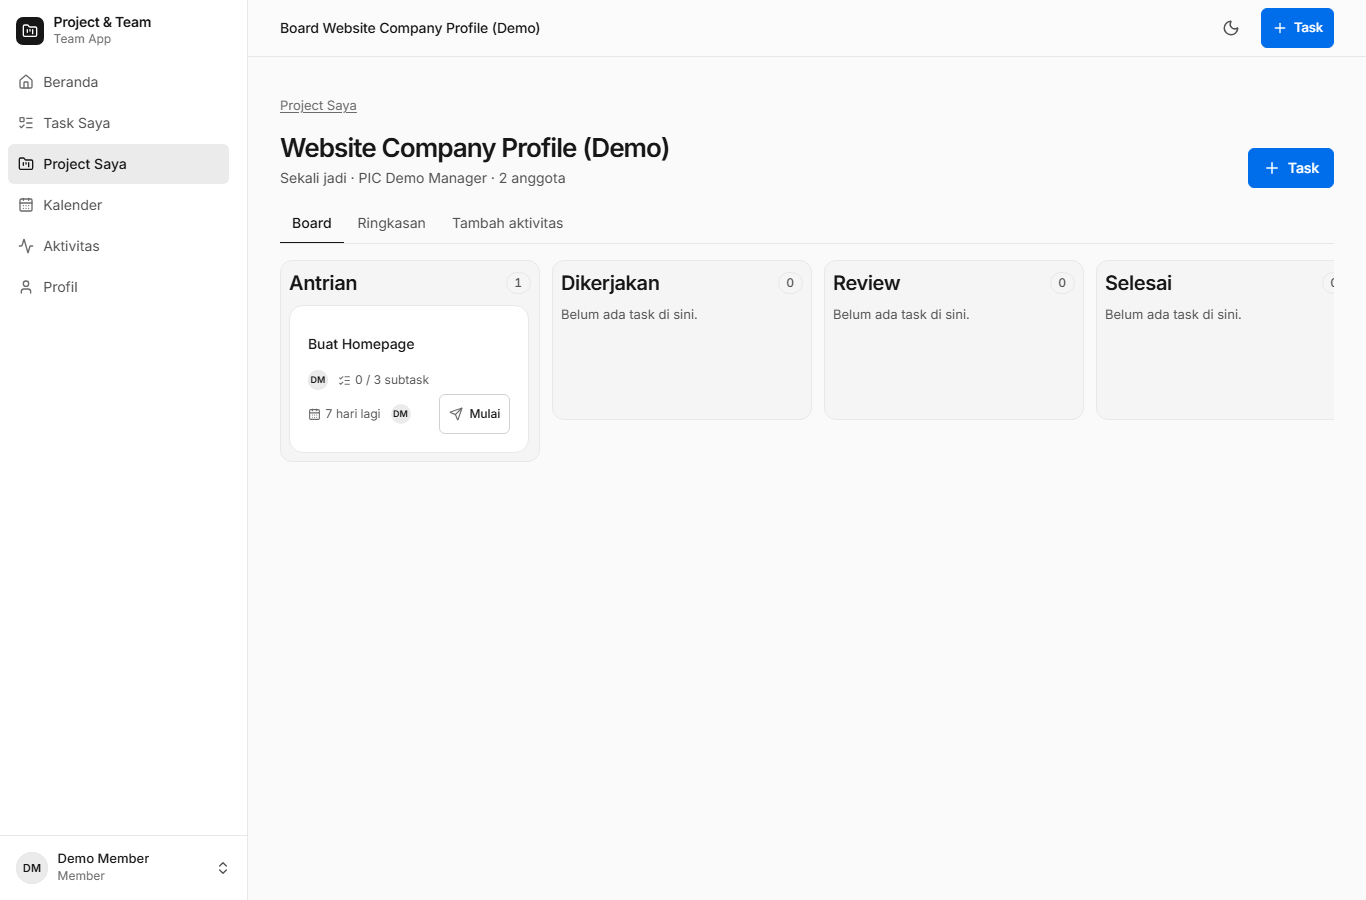 Project & Team
Team App
Beranda
Task Saya
Project Saya
Kalender
Aktivitas
Profil
Demo Member
DM
Member
Board Website Company Profile (Demo)
Task
Project Saya
Website Company Profile (Demo)
Sekali jadi · PIC Demo Manager · 2 anggota
Task
Board
Ringkasan
Tambah aktivitas
Antrian
1
Buat Homepage
DM
0 / 3 subtask
7 hari lagi
DM
Mulai
Dikerjakan
0
Belum ada task di sini.
Review
0
Belum ada task di sini.
Selesai
Belum ada task di sini.